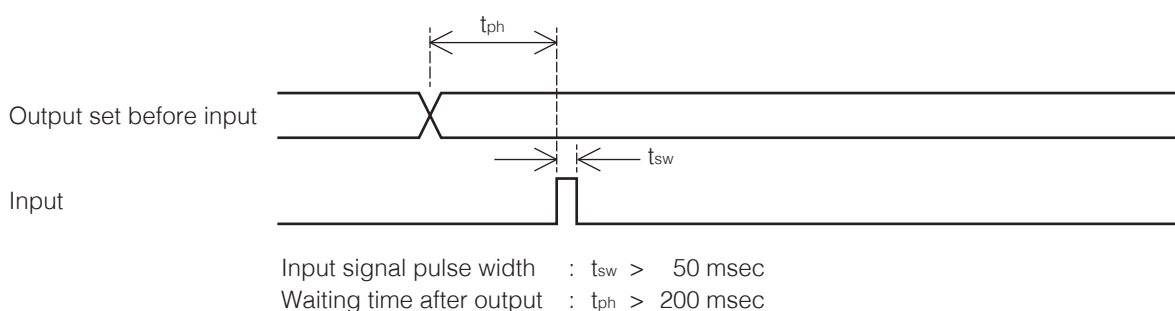 tph
Output set before input
tsw
Input
Input signal pulse width : tsw > 50 msec
Waiting time after output : tph > 200 msec